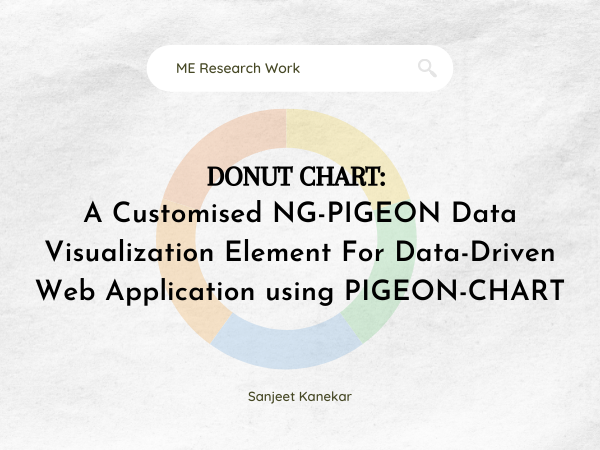 ME Research Work
DONUT CHART:
A Customised NG-PIGEON Data
Visualization Element For Data-Driven
Web Application using PIGEON-CHART
Sanjeet Kanekar